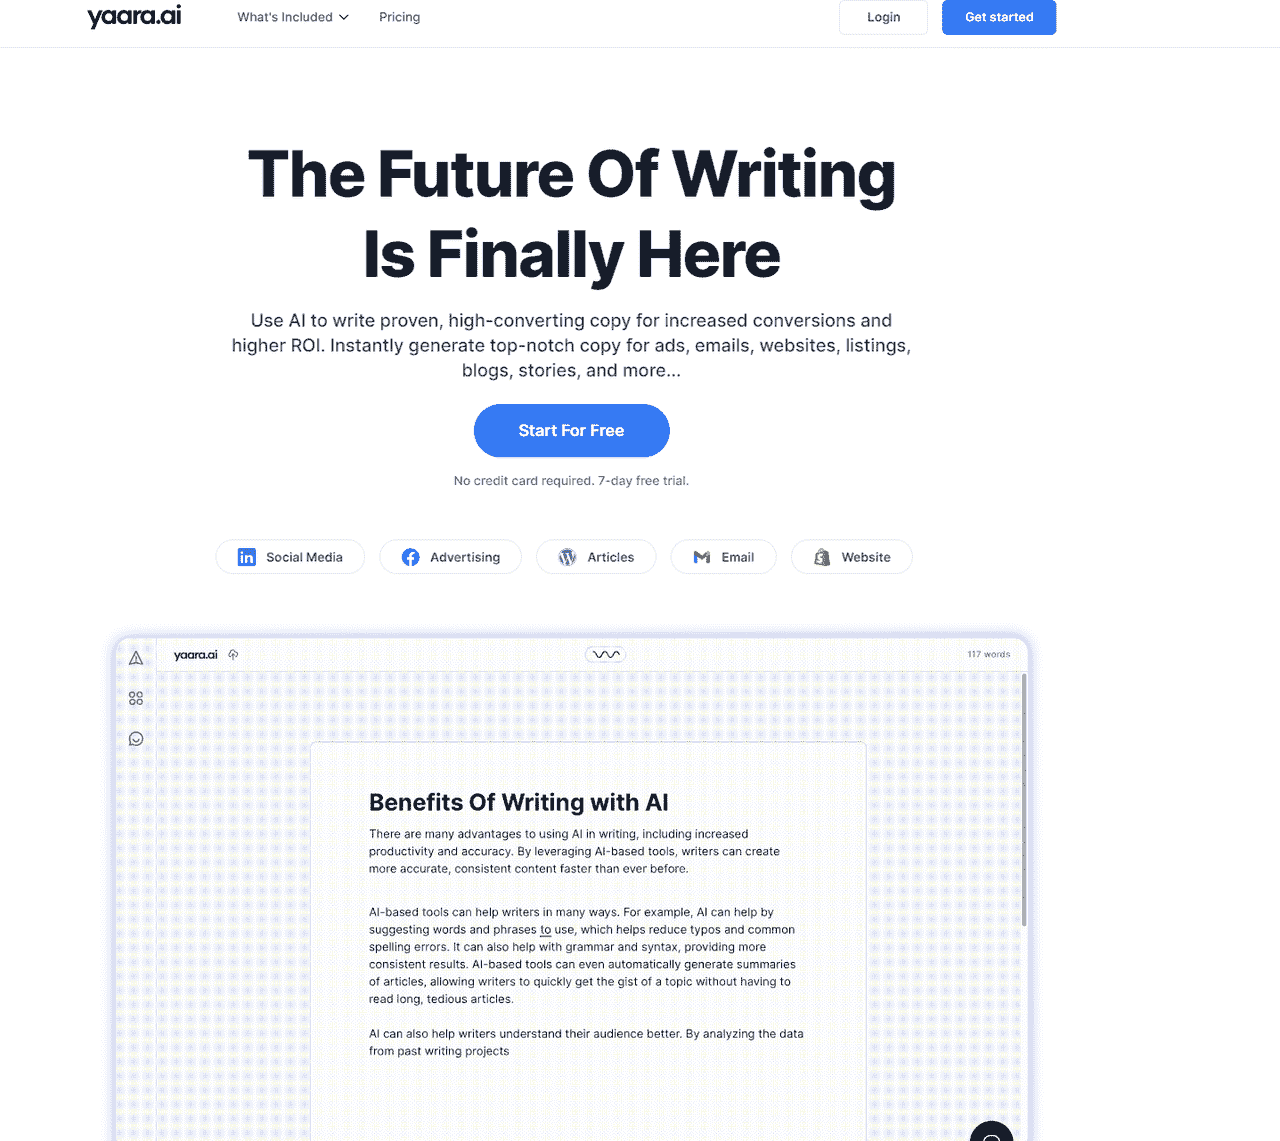 yaara.ai
What's Included
Pricing
Login
Get started
The Future Of Writing
Is Finally Here
Use AI to write proven, high-converting copy for increased conversions and
higher ROI. Instantly generate top-notch copy for ads, emails, websites, listings,
blogs, stories, and more...
Start For Free
No credit card required. 7-day free trial.
Social Media
Advertising
Articles
Email
Website
yaara.ai
117 words
Benefits Of Writing with AI
There are many advantages to using AI in writing, including increased
productivity and accuracy. By leveraging AI-based tools, writers can create
more accurate, consistent content faster than ever before.
AI-based tools can help writers in many ways. For example, AI can help by
suggesting words and phrases to use, which helps reduce typos and common
spelling errors. It can also help with grammar and syntax, providing more
consistent results. AI-based tools can even automatically generate summaries
of articles, allowing writers to quickly get the gist of a topic without having to
read long, tedious articles.
AI can also help writers understand their audience better. By analyzing the data
from past writing projects